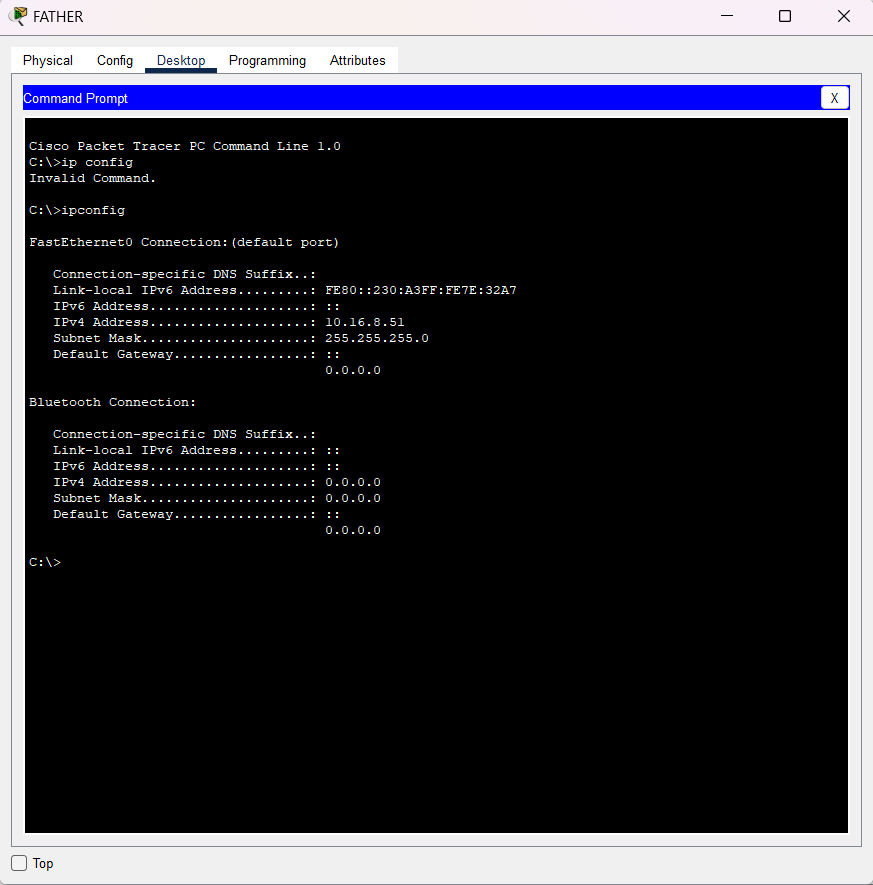 FATHER
Physical Config Desktop Programming Attributes
Command Prompt X
Cisco Packet Tracer PC Command Line 1.0
C:\>ip config
Invalid Command.
C:\>ipconfig
FastEthernet0 Connection:(default port)
Connection-specific DNS Suffix..:
Link-local IPv6 Address.........: FE80::230:A3FF:FE7E:32A7
IPv6 Address....................: ::
IPv4 Address....................: 10.16.8.51
Subnet Mask.....................: 255.255.255.0
Default Gateway.................: ::
0.0.0.0
Bluetooth Connection:
Connection-specific DNS Suffix..:
Link-local IPv6 Address.........: ::
IPv6 Address....................: ::
IPv4 Address....................: 0.0.0.0
Subnet Mask.....................: 0.0.0.0
Default Gateway.................: ::
0.0.0.0
C:\>
Top